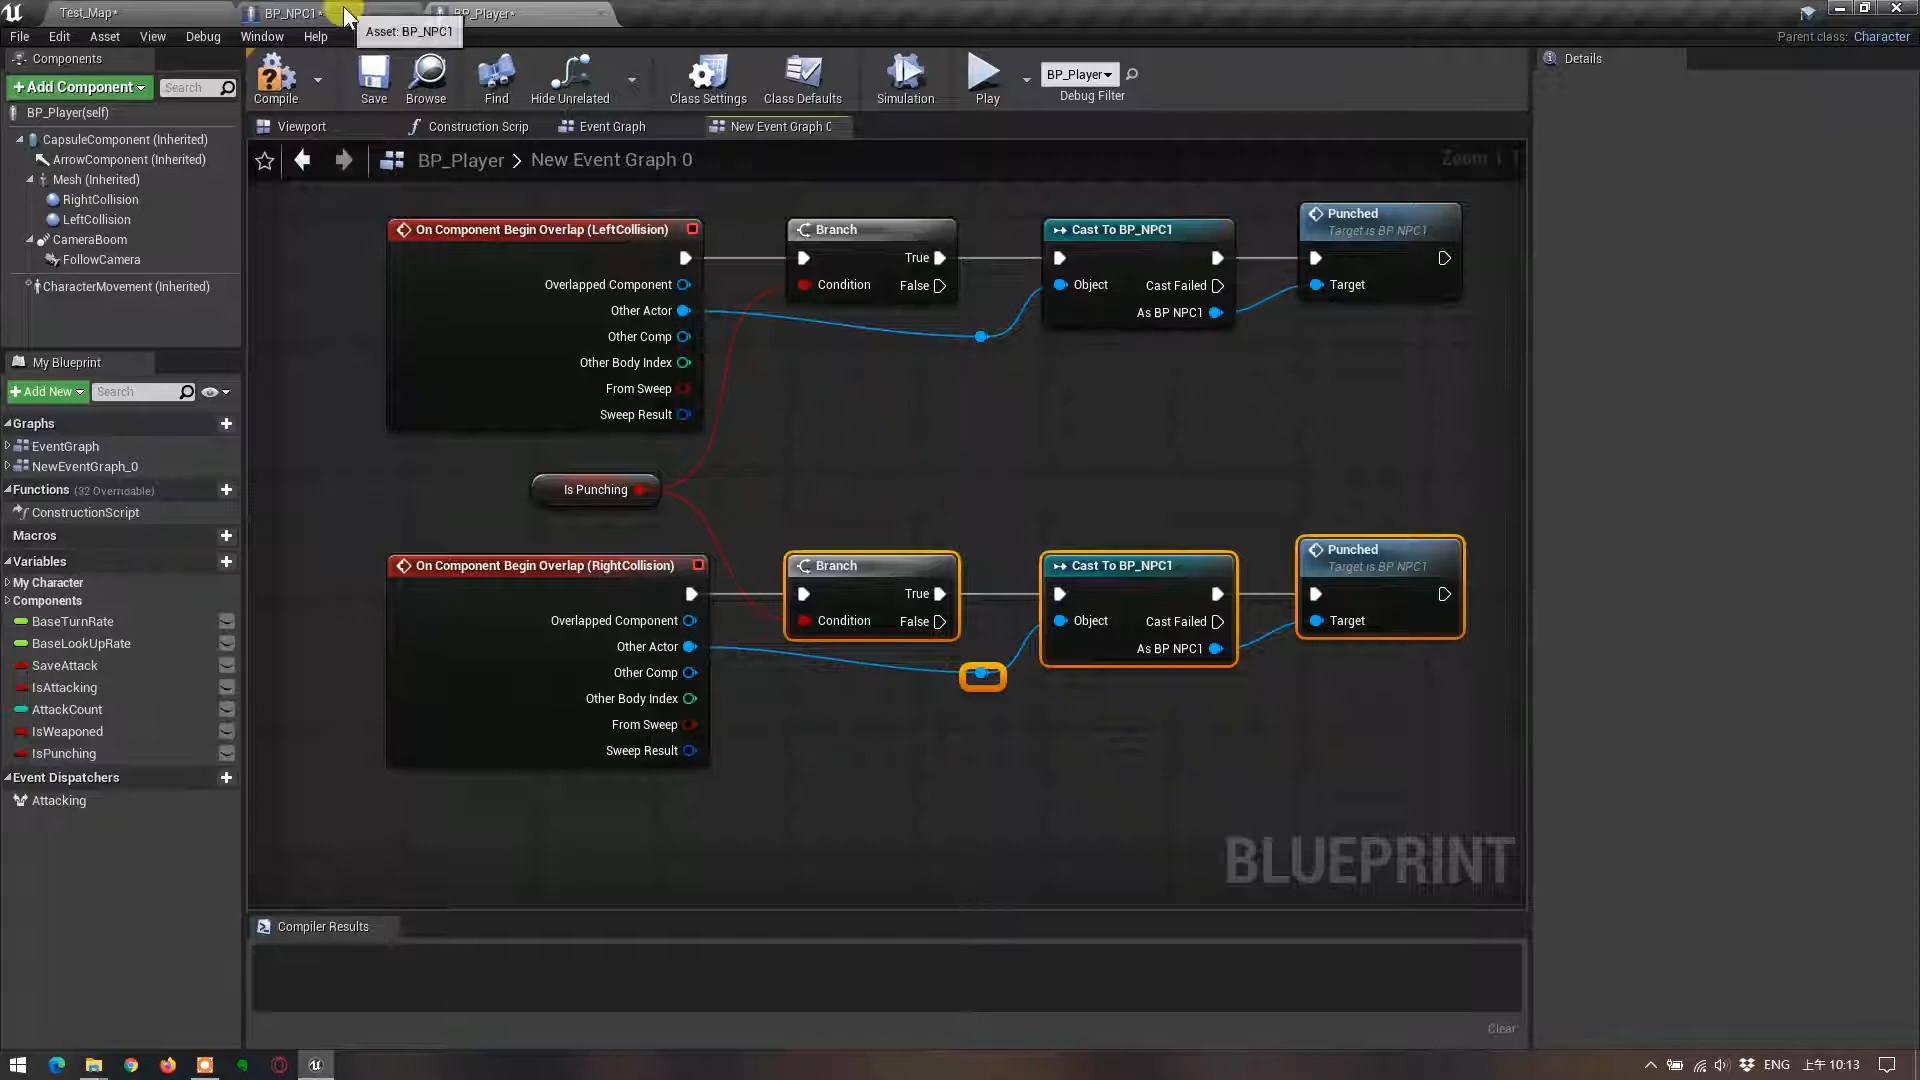 Test_Map*
BP_NPC1*
BP_Player*
Asset: BP_NPC1
File Edit Asset View Debug Window Help
Parent class: Character
Components
+Add Component
Search
BP_Player(self)
CapsuleComponent (Inherited)
ArrowComponent (Inherited)
Mesh (Inherited)
RightCollision
LeftCollision
CameraBoom
FollowCamera
CharacterMovement (Inherited)
Compile
Save
Browse
Find
Hide Unrelated
Class Settings
Class Defaults
Simulation
Play
BP_Player
Debug Filter
Details
Viewport
Construction Scrip
Event Graph
New Event Graph 0
BP_Player > New Event Graph 0
Zoom 1:1
On Component Begin Overlap (LeftCollision)
Overlapped Component
Other Actor
Other Comp
Other Body Index
From Sweep
Sweep Result
Branch
True
Condition
False
Cast To BP_NPC1
Object
Cast Failed
As BP NPC1
Punched
Target is BP NPC1
Target
Is Punching
On Component Begin Overlap (RightCollision)
Overlapped Component
Other Actor
Other Comp
Other Body Index
From Sweep
Sweep Result
Branch
True
Condition
False
Cast To BP_NPC1
Object
Cast Failed
As BP NPC1
Punched
Target is BP NPC1
Target
BLUEPRINT
My Blueprint
+Add New
Search
Graphs
EventGraph
NewEventGraph_0
Functions (32 Overridable)
ConstructionScript
Macros
Variables
My Character
Components
BaseTurnRate
BaseLookUpRate
SaveAttack
IsAttacking
AttackCount
IsWeaponed
IsPunching
Event Dispatchers
Attacking
Compiler Results
Clear
ENG
上午 10:13